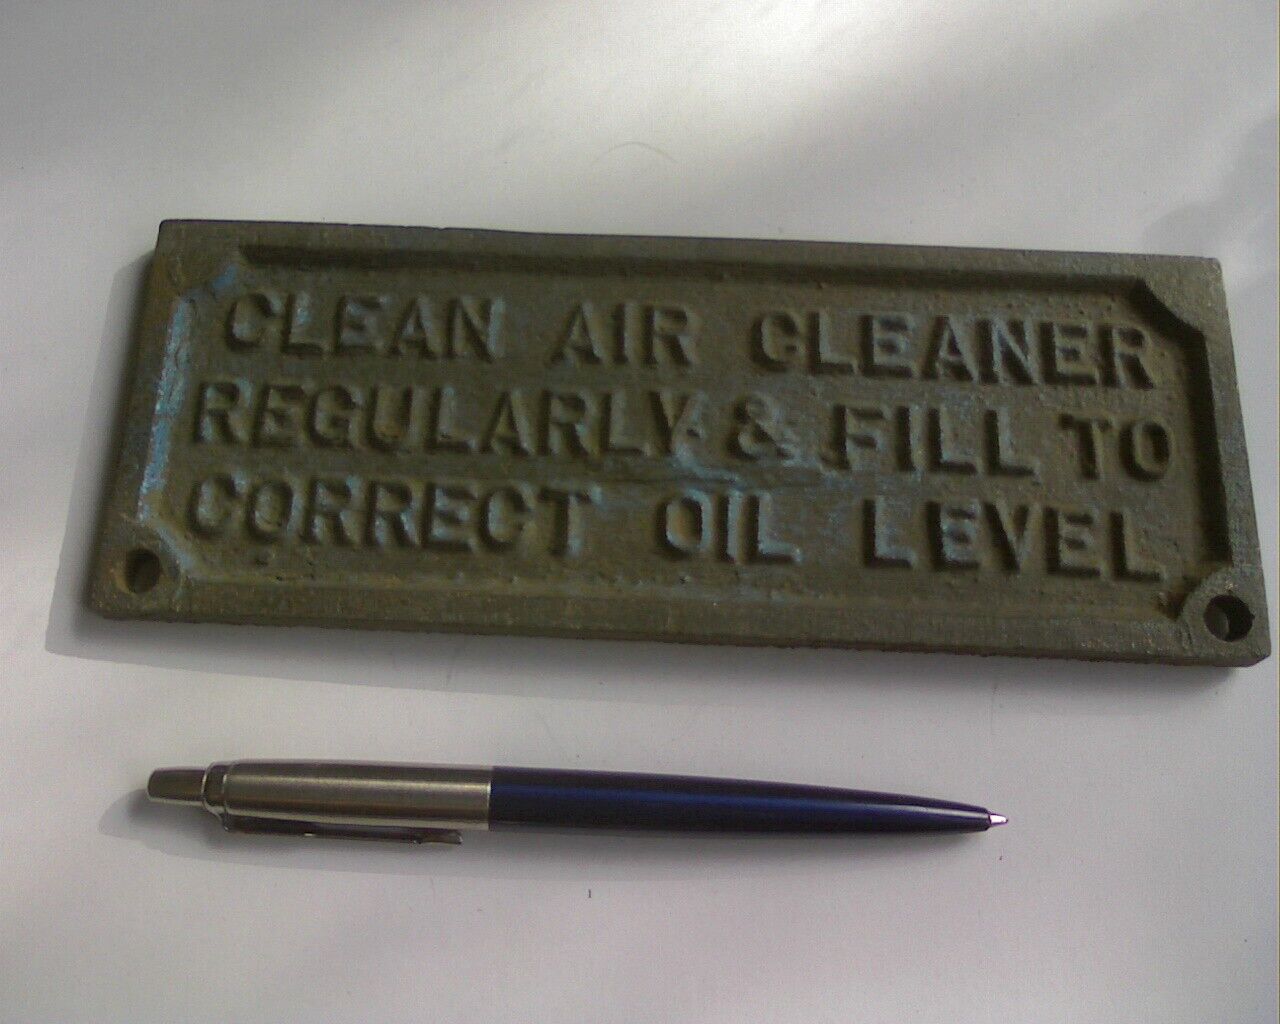 CLEAN AIR CLEANER
REGULARLY & FILL TO
CORRECT OIL LEVEL